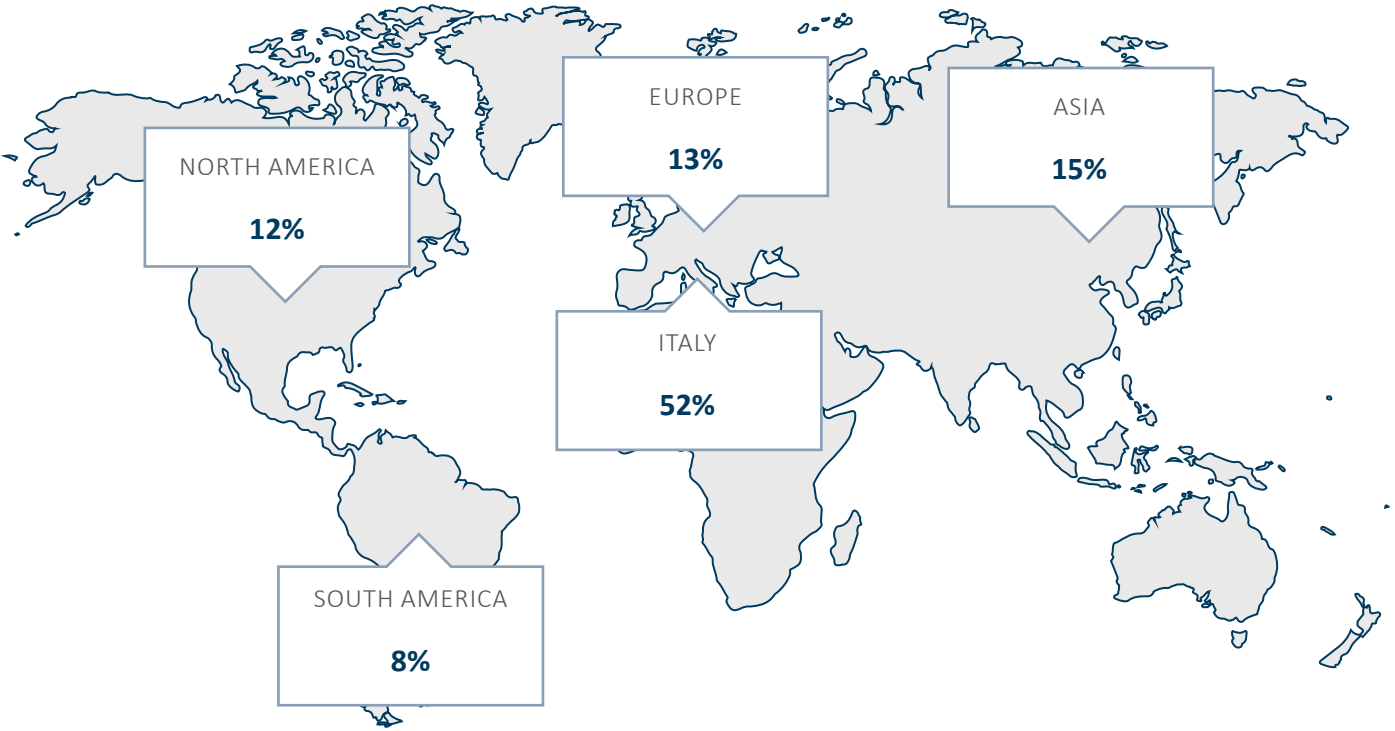 EUROPE
13%
ASIA
15%
NORTH AMERICA
12%
ITALY
52%
SOUTH AMERICA
8%